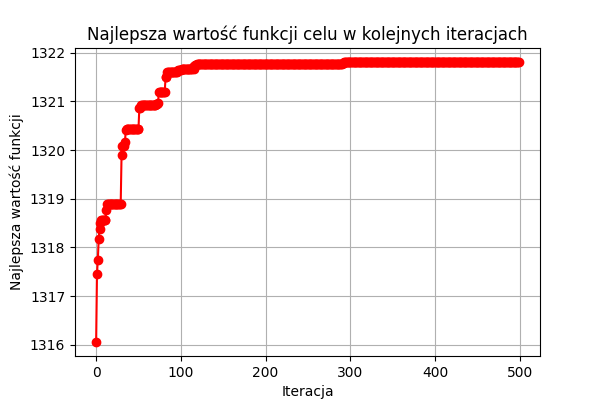 Najlepsza wartość funkcji celu w kolejnych iteracjach
Najlepsza wartość funkcji
1322
1321
1320
1319
1318
1317
1316
0 100 200 300 400 500
Iteracja